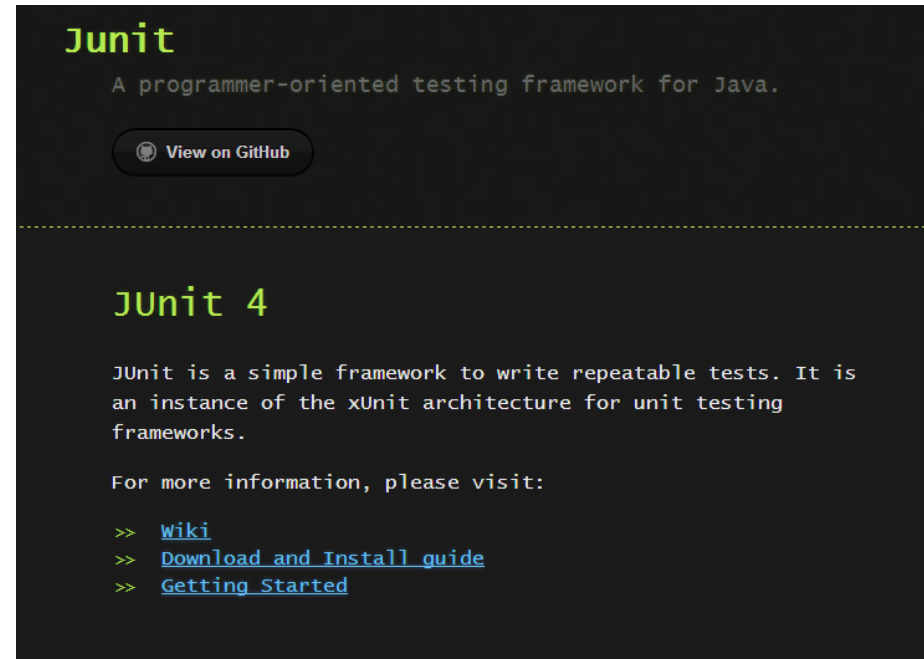 Junit
A programmer-oriented testing framework for Java.
View on GitHub
JUnit 4
JUnit is a simple framework to write repeatable tests. It is
an instance of the xUnit architecture for unit testing
frameworks.
For more information, please visit:
>> Wiki
>> Download and Install guide
>> Getting Started